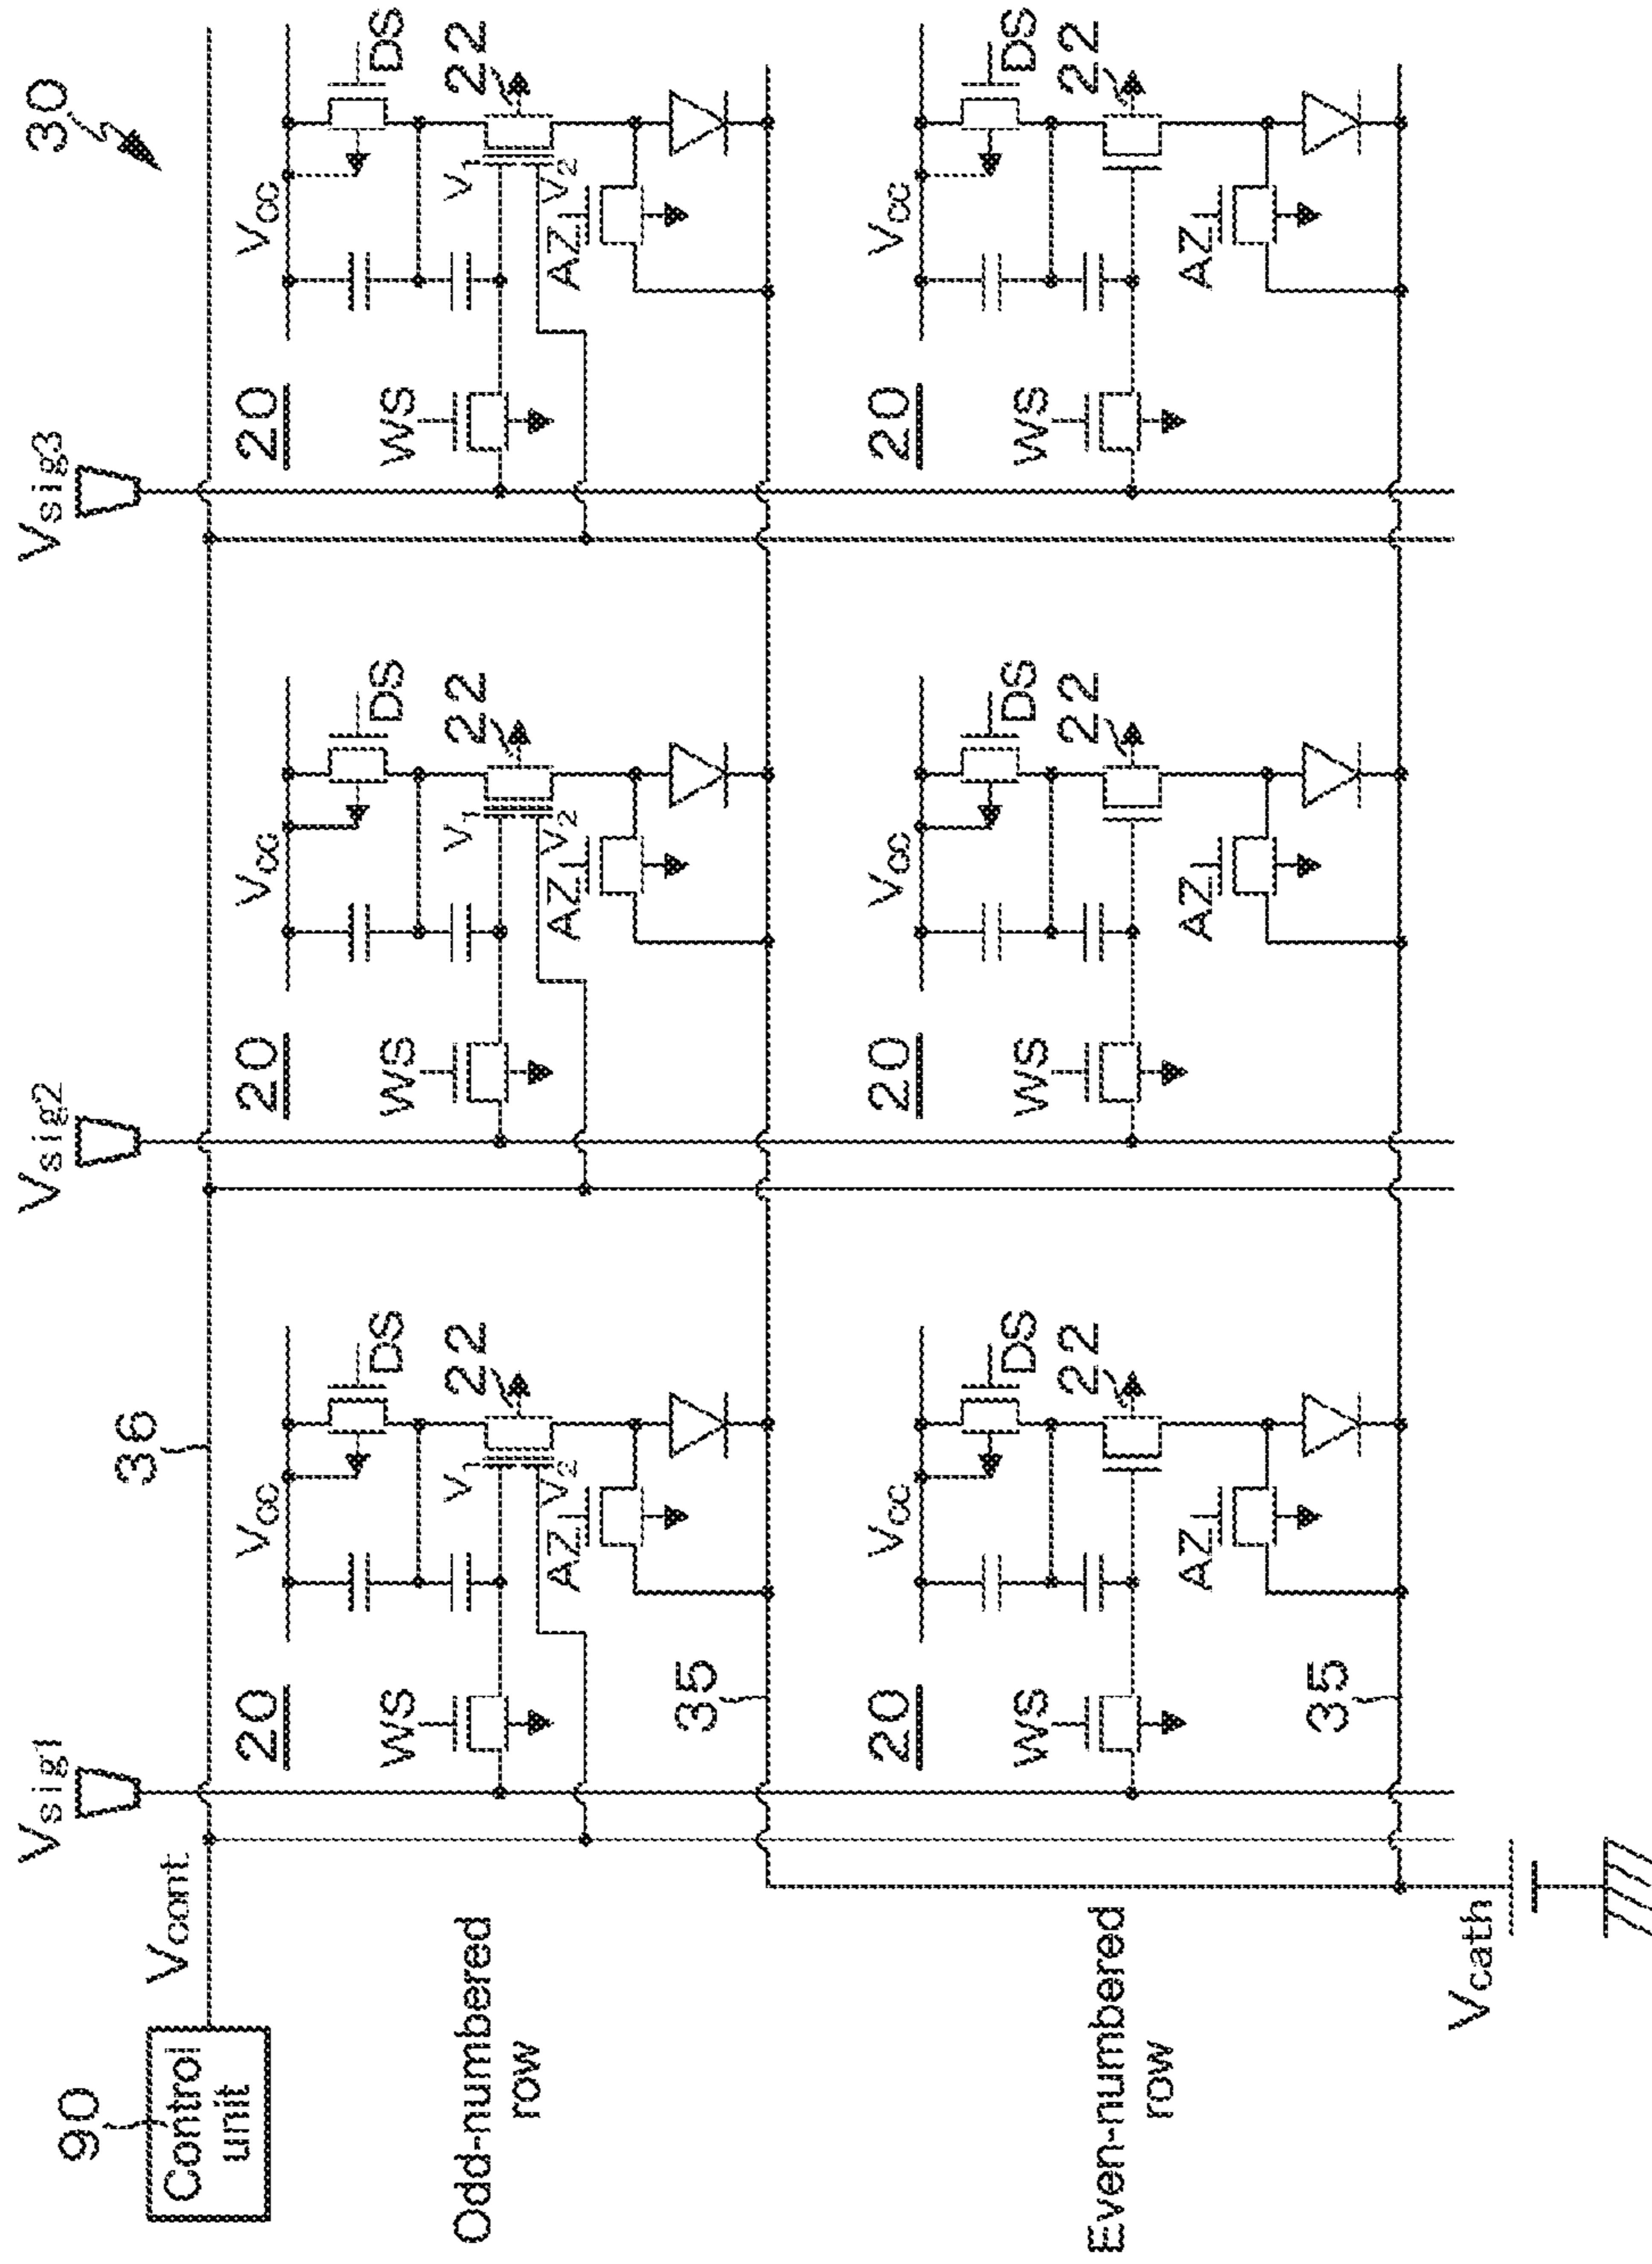 30
Vsig1
Vsig2
Vsig3
90
Control
unit
Vcont
36
Odd-numbered
row
20
WS
Vcc
DS
V1
22
V2
AZ
35
20
WS
Vcc
DS
V1
22
V2
AZ
20
WS
Vcc
DS
V1
22
V2
AZ
Even-numbered
row
20
WS
Vcc
DS
22
AZ
35
20
WS
Vcc
DS
22
AZ
20
WS
Vcc
DS
22
AZ
Vcath